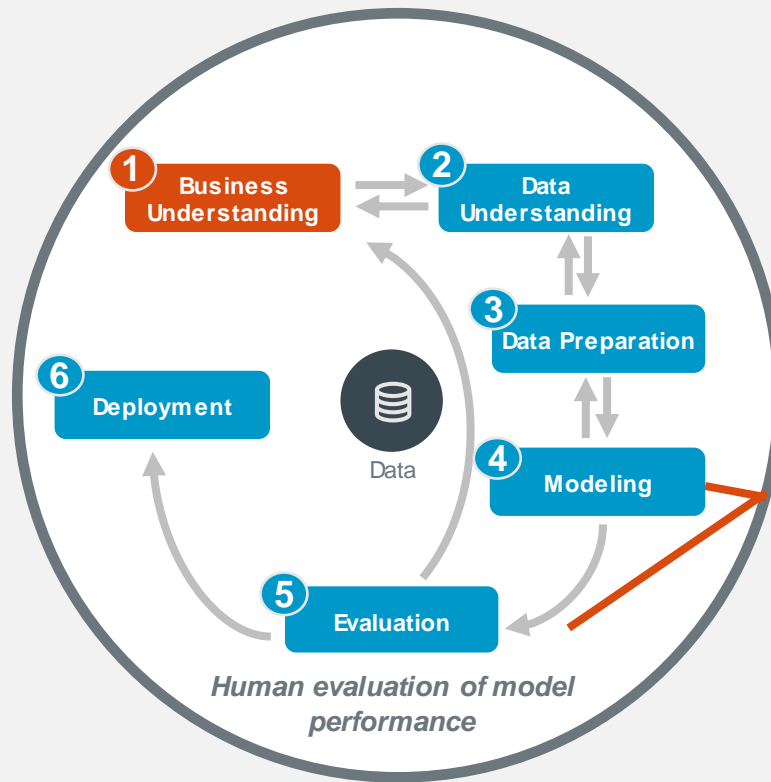 1
Business
Understanding
2
Data
Understanding
3
Data Preparation
4
Modeling
5
Evaluation
6
Deployment
Data
Human evaluation of model
performance